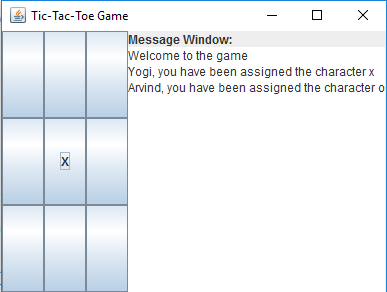 Tic-Tac-Toe Game
Message Window:
Welcome to the game
Yogi, you have been assigned the character x
Arvind, you have been assigned the character o
X